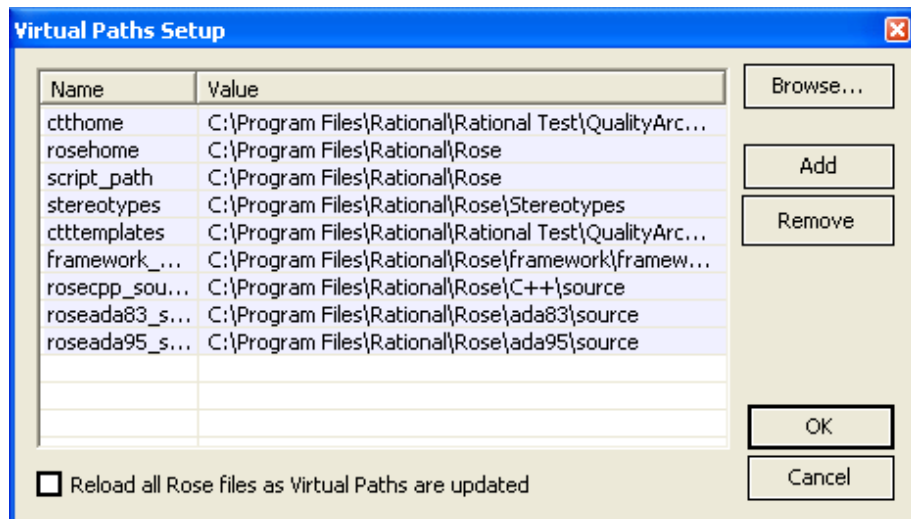 Virtual Paths Setup
Name Value
ctthome C:\Program Files\Rational\Rational Test\QualityArc...
rosehome C:\Program Files\Rational\Rose
script_path C:\Program Files\Rational\Rose
stereotypes C:\Program Files\Rational\Rose\Stereotypes
ctttemplates C:\Program Files\Rational\Rational Test\QualityArc...
framework_... C:\Program Files\Rational\Rose\framework\framew...
rosecpp_sou... C:\Program Files\Rational\Rose\C++\source
roseada83_s... C:\Program Files\Rational\Rose\ada83\source
roseada95_s... C:\Program Files\Rational\Rose\ada95\source
Reload all Rose files as Virtual Paths are updated
Browse...
Add
Remove
OK
Cancel